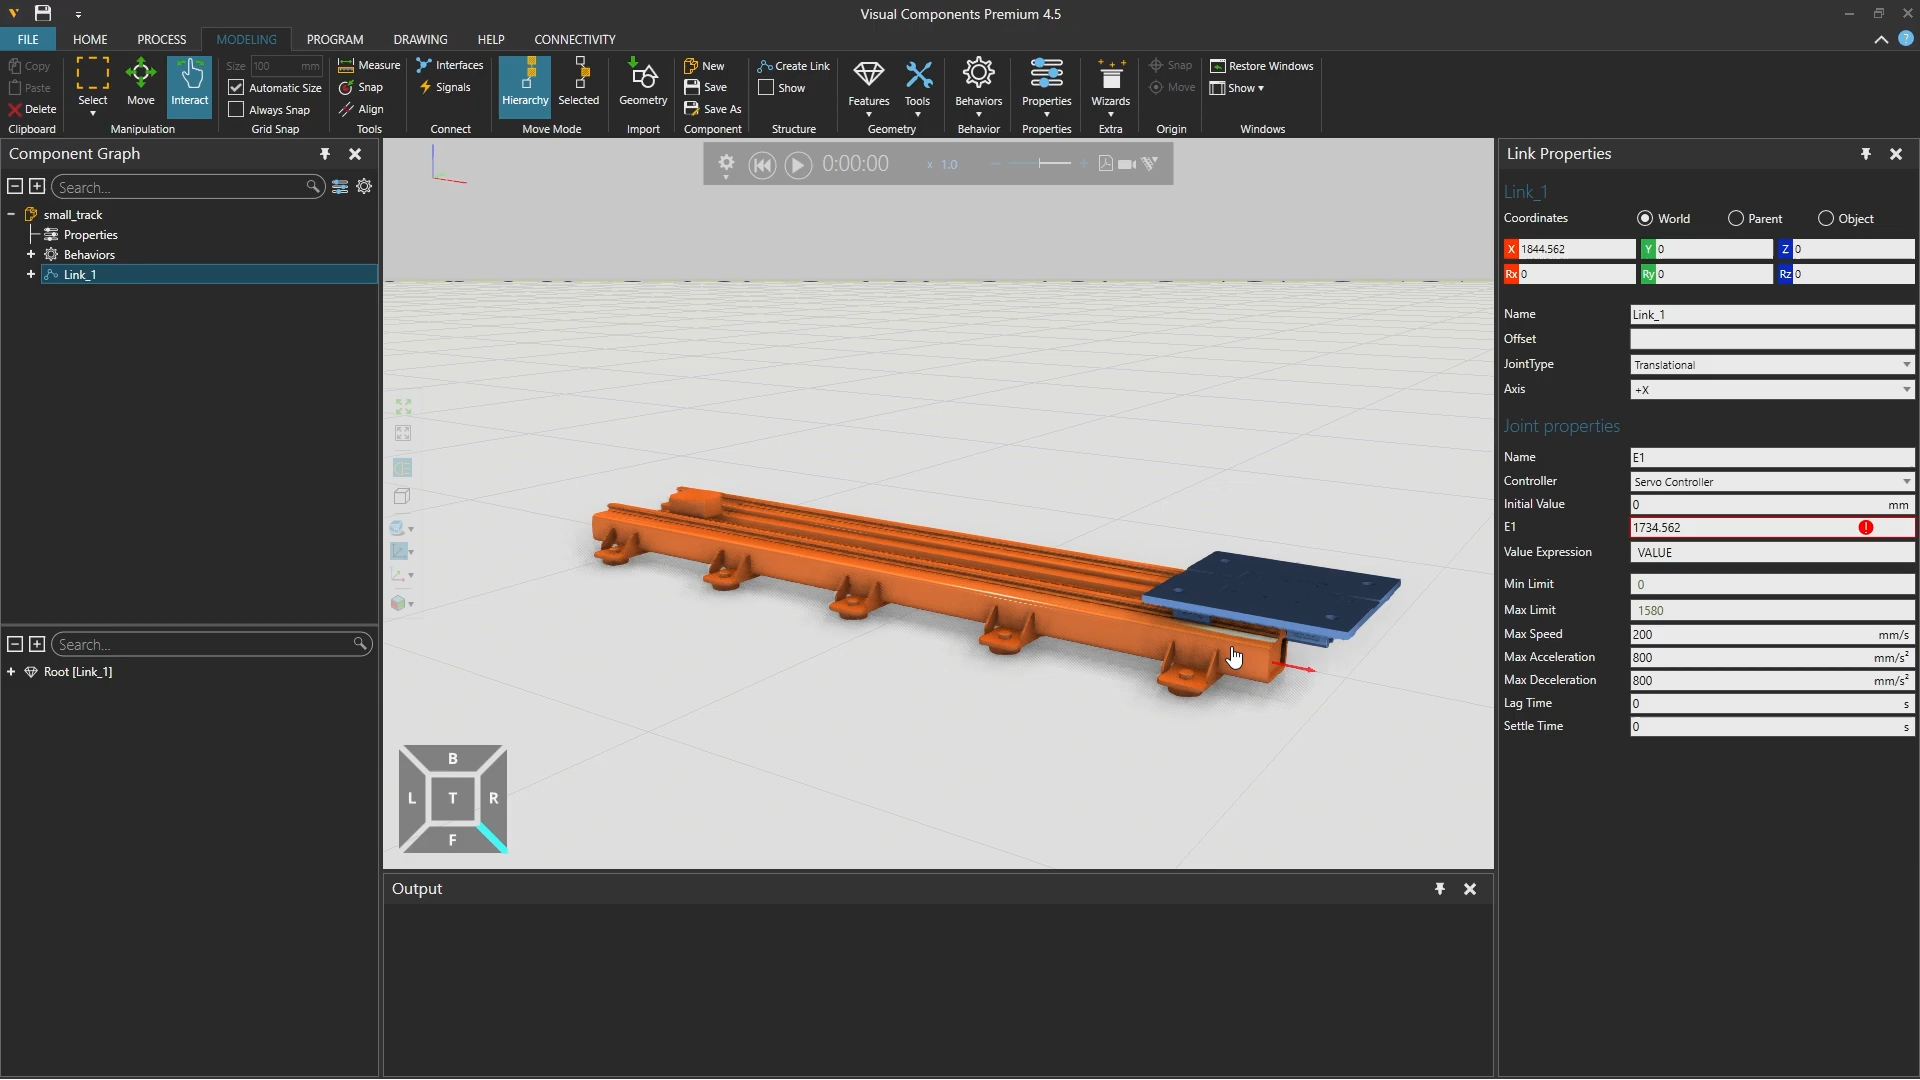 Visual Components Premium 4.5
FILE HOME PROCESS MODELING PROGRAM DRAWING HELP CONNECTIVITY
Copy
Paste
Delete
Clipboard
Select
Move
Interact
Manipulation
Size 100 mm
Automatic Size
Always Snap
Grid Snap
Measure
Snap
Align
Tools
Interfaces
Signals
Connect
Hierarchy
Selected
Move Mode
Geometry
Import
New
Save
Save As
Component
Create Link
Show
Structure
Features
Tools
Geometry
Behaviors
Behavior
Properties
Properties
Wizards
Extra
Snap
Move
Origin
Restore Windows
Show
Windows
Component Graph
Search...
small_track
Properties
Behaviors
Link_1
Search...
Root [Link_1]
0:00:00 x 1.0
B
L T R
F
Output
Link Properties
Link_1
Coordinates World Parent Object
X 1844.562 Y 0 Z 0
Rx 0 Ry 0 Rz 0
Name Link_1
Offset
JointType Translational
Axis +X
Joint properties
Name E1
Controller Servo Controller
Initial Value 0 mm
E1 1734.562
Value Expression VALUE
Min Limit 0
Max Limit 1580
Max Speed 200 mm/s
Max Acceleration 800 mm/s²
Max Deceleration 800 mm/s²
Lag Time 0 s
Settle Time 0 s